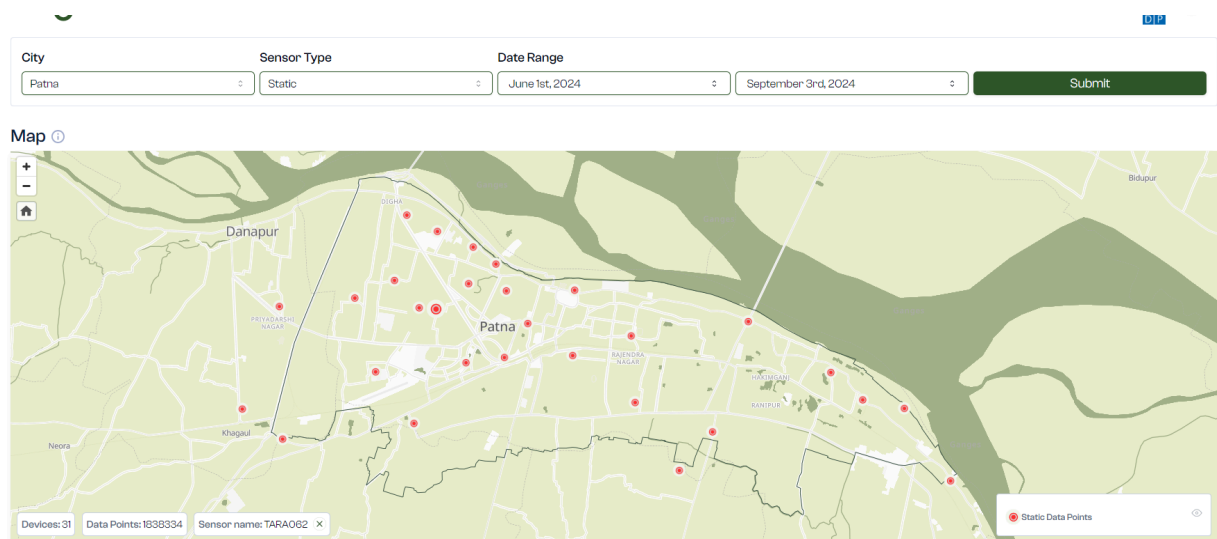 DP
City
Sensor Type
Date Range
Patna
Static
June 1st, 2024
September 3rd, 2024
Submit
Map
+
−
DIGHA
Bidupur
Danapur
PRIYADARSHI
NAGAR
Patna
RAJENDRA
NAGAR
HAKIMGANJ
RANIPUR
Khagaul
Neora
Devices: 31
Data Points: 1838334
Sensor name: TARA062 ×
Static Data Points